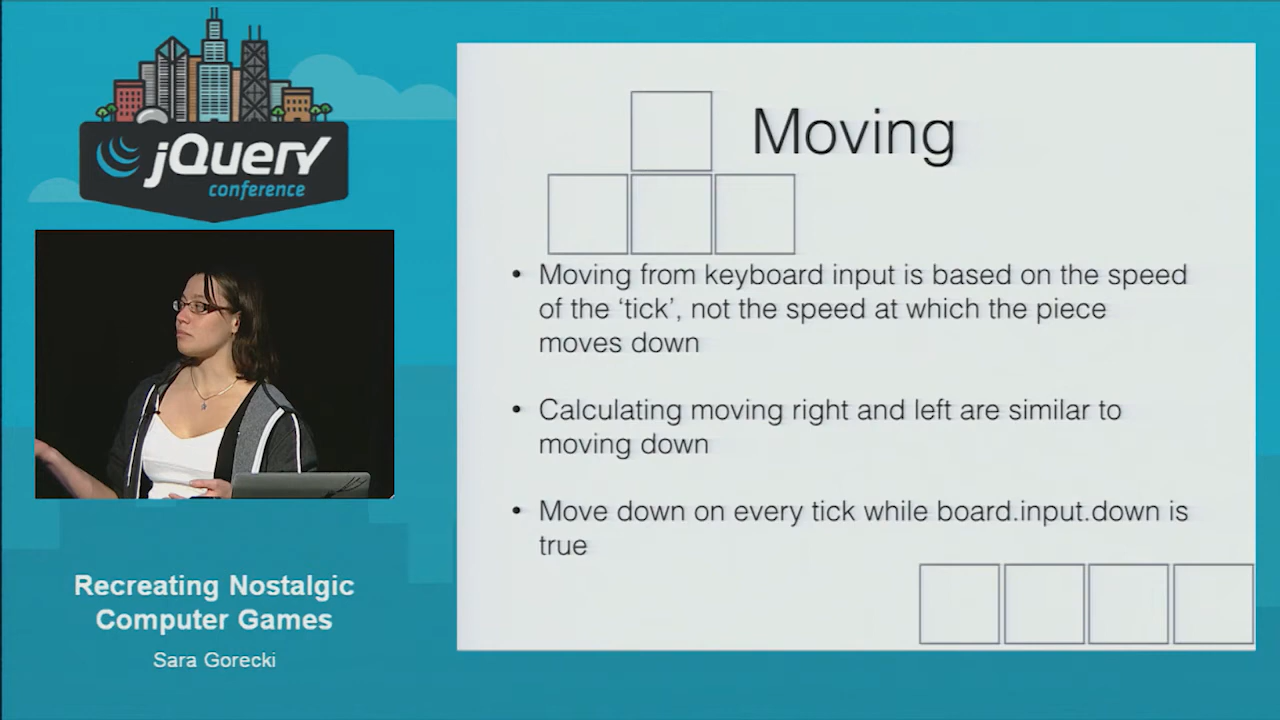 jQuery
conference
Moving
• Moving from keyboard input is based on the speed
of the ‘tick’, not the speed at which the piece
moves down
• Calculating moving right and left are similar to
moving down
• Move down on every tick while board.input.down is
true
Recreating Nostalgic
Computer Games
Sara Gorecki